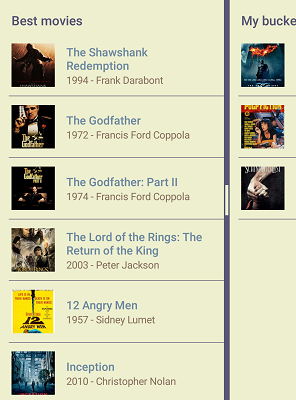 Best movies
The Shawshank
Redemption
1994 - Frank Darabont
The Godfather
1972 - Francis Ford Coppola
The Godfather: Part II
1974 - Francis Ford Coppola
The Lord of the Rings: The
Return of the King
2003 - Peter Jackson
12 Angry Men
1957 - Sidney Lumet
Inception
2010 - Christopher Nolan
My bucke
PULP FICTION